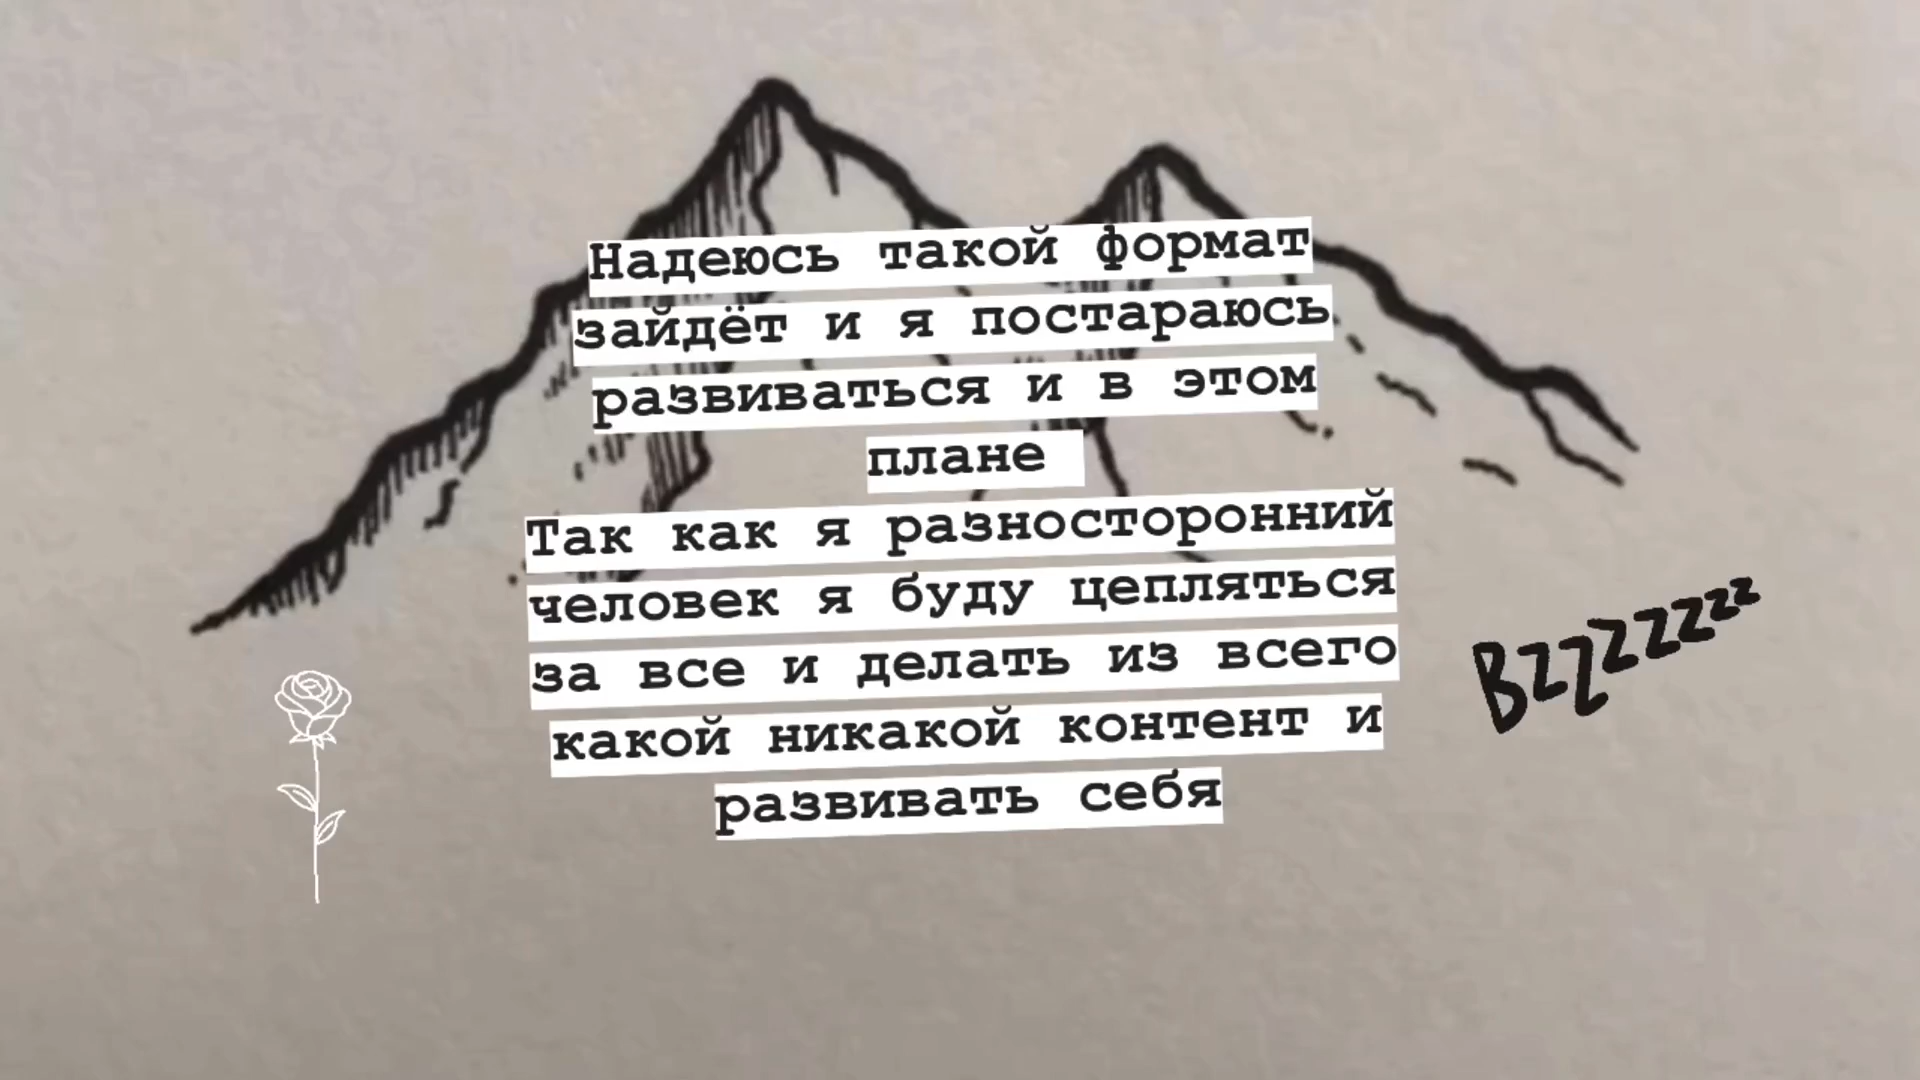 Надеюсь такой формат
зайдёт и я постараюсь
развиваться и в этом
плане
Так как я разносторонний
человек я буду цепляться
за все и делать из всего
какой никакой контент и
развивать себя
Bzzzzzzz